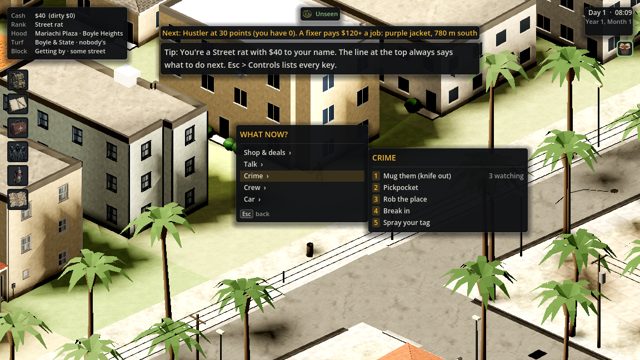 Cash $40 (dirty $0)
Rank Street rat
Hood Mariachi Plaza · Boyle Heights
Turf Boyle & State · nobody's
Block Getting by · some street
Unseen
Day 1 · 08:09
Year 1, Month 1
Next: Hustler at 30 points (you have 0). A fixer pays $120+ a job: purple jacket, 780 m south
Tip: You're a Street rat with $40 to your name. The line at the top always says
what to do next. Esc > Controls lists every key.
WHAT NOW?
Shop & deals ›
Talk ›
Crime ›
Crew ›
Car ›
Esc back
CRIME
1 Mug them (knife out) 3 watching
2 Pickpocket
3 Rob the place
4 Break in
5 Spray your tag